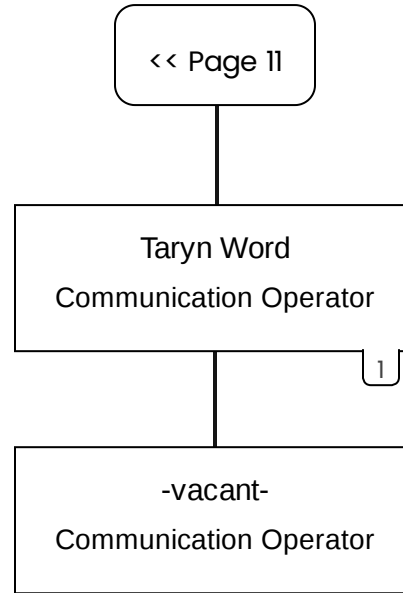 << Page 11
Taryn Word
Communication Operator
1
-vacant-
Communication Operator